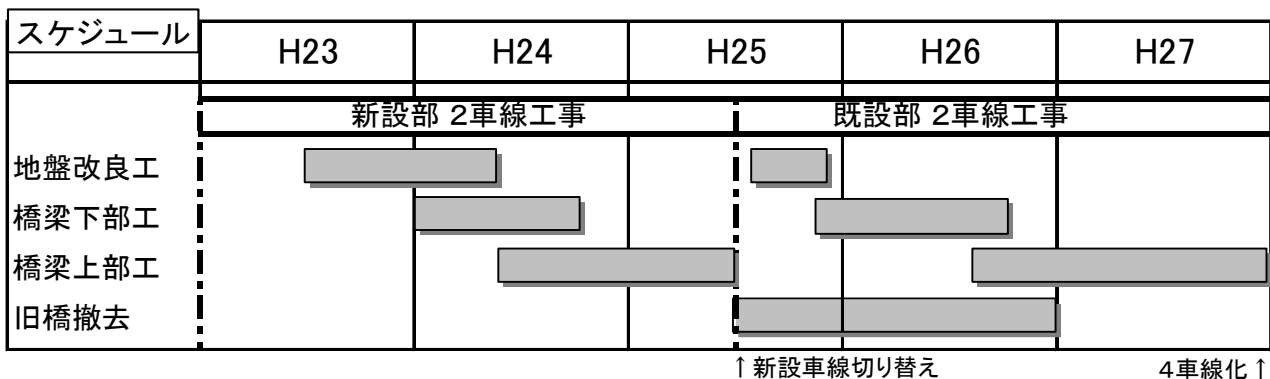 スケジュール
H23 H24 H25 H26 H27
新設部 2車線工事 既設部 2車線工事
地盤改良工
橋梁下部工
橋梁上部工
旧橋撤去
↑新設車線切り替え 4車線化↑